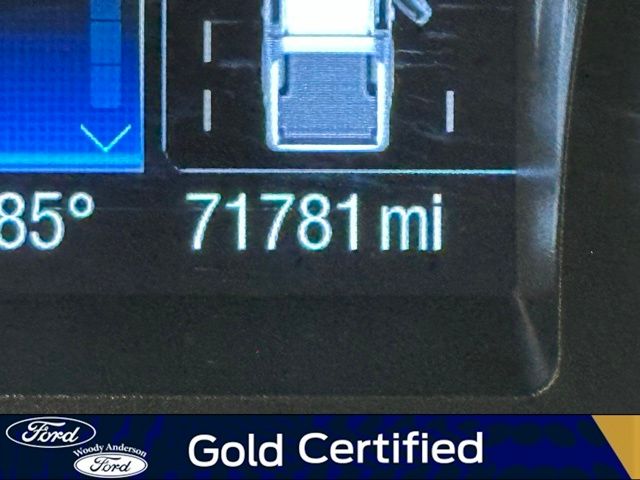 85° 71781 mi
Ford
Woody Anderson
Ford
Gold Certified